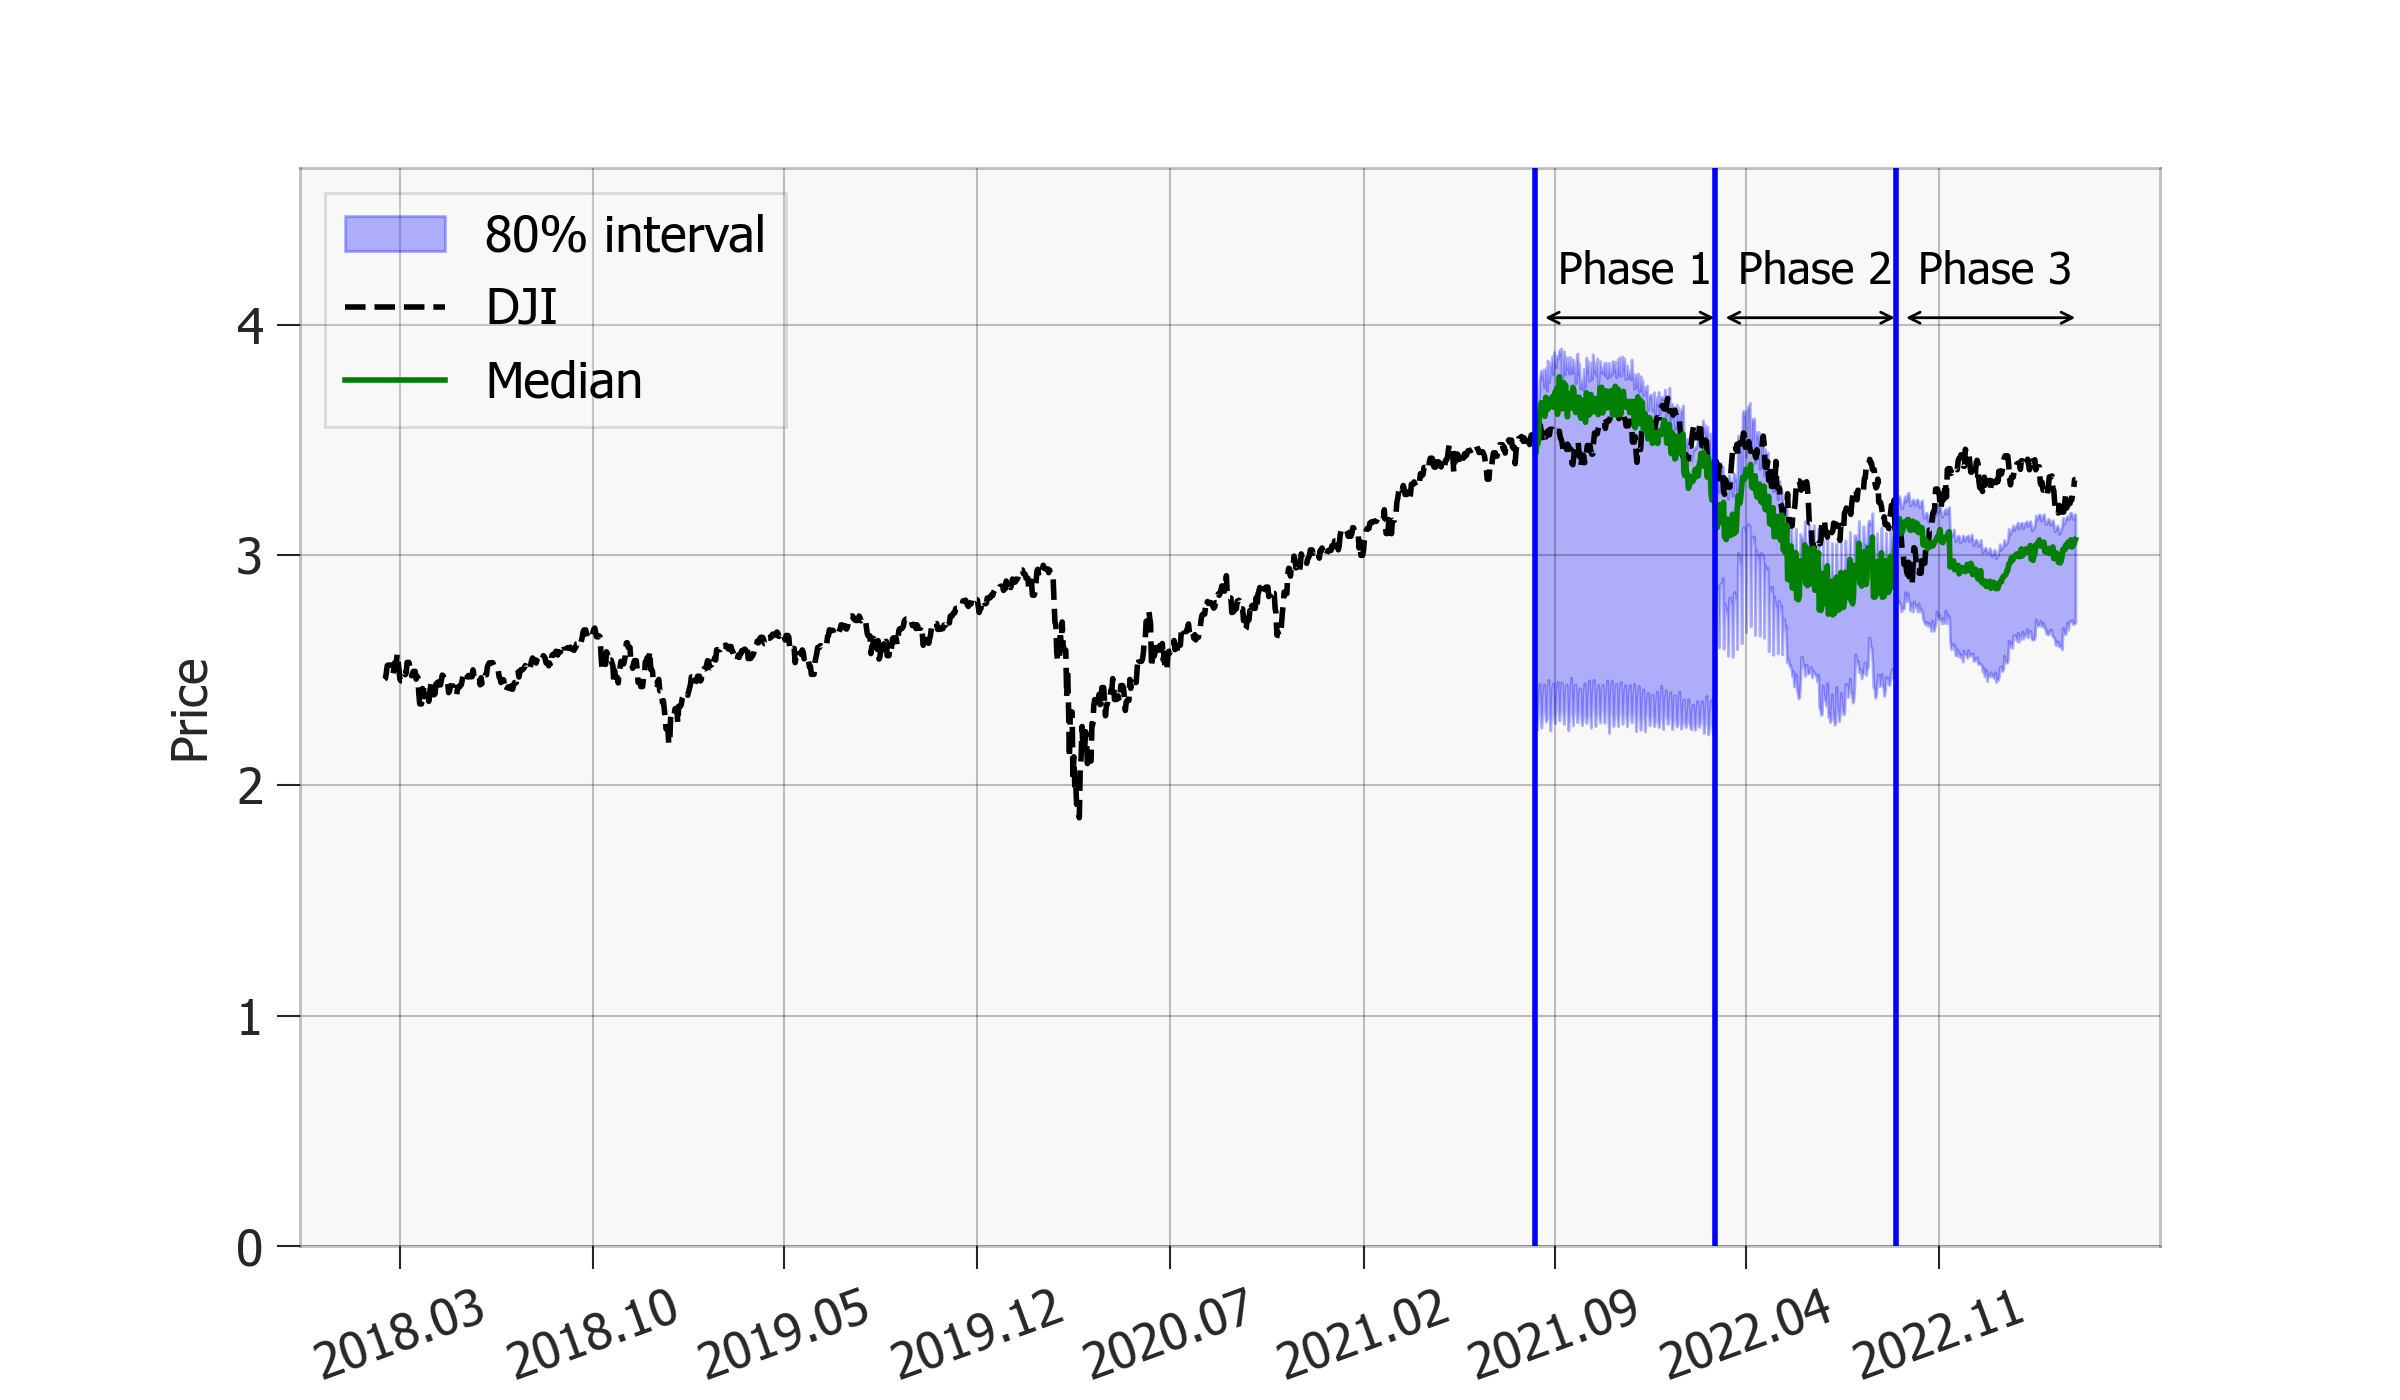 80% interval
DJI
Median
Phase 1
Phase 2
Phase 3
Price
4
3
2
1
0
2018.03
2018.10
2019.05
2019.12
2020.07
2021.02
2021.09
2022.04
2022.11